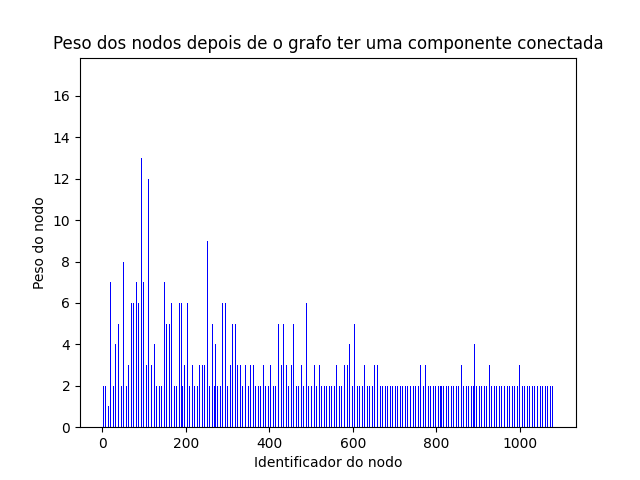 Peso dos nodos depois de o grafo ter uma componente conectada
16
14
12
10
8
6
4
2
0
Peso do nodo
0 200 400 600 800 1000
Identificador do nodo